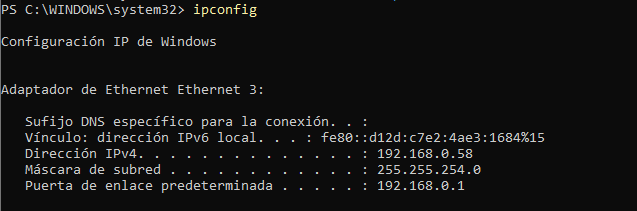 PS C:\WINDOWS\system32> ipconfig
Configuración IP de Windows
Adaptador de Ethernet Ethernet 3:
Sufijo DNS específico para la conexión. . :
Vínculo: dirección IPv6 local. . . : fe80::d12d:c7e2:4ae3:1684%15
Dirección IPv4. . . . . . . . . . . . . . : 192.168.0.58
Máscara de subred . . . . . . . . . . . . : 255.255.254.0
Puerta de enlace predeterminada . . . . . : 192.168.0.1